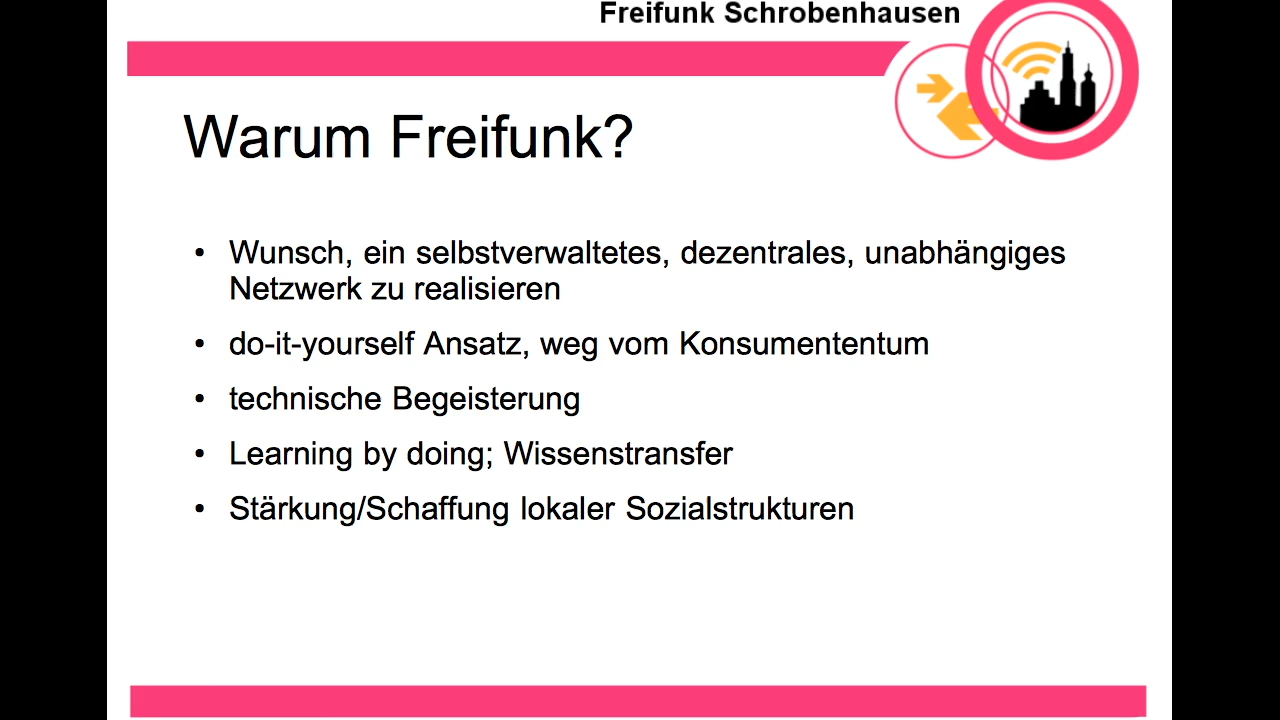 Freifunk Schrobenhausen
Warum Freifunk?
• Wunsch, ein selbstverwaltetes, dezentrales, unabhängiges
Netzwerk zu realisieren
• do-it-yourself Ansatz, weg vom Konsumententum
• technische Begeisterung
• Learning by doing; Wissenstransfer
• Stärkung/Schaffung lokaler Sozialstrukturen